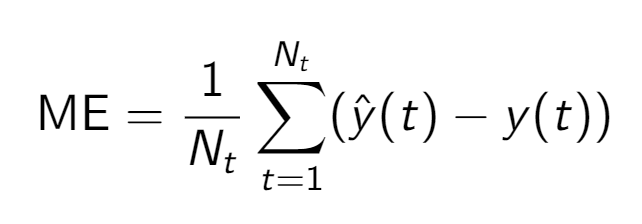 ME = \frac{1}{N_t} \sum_{t=1}^{N_t} (\hat{y}(t) - y(t))